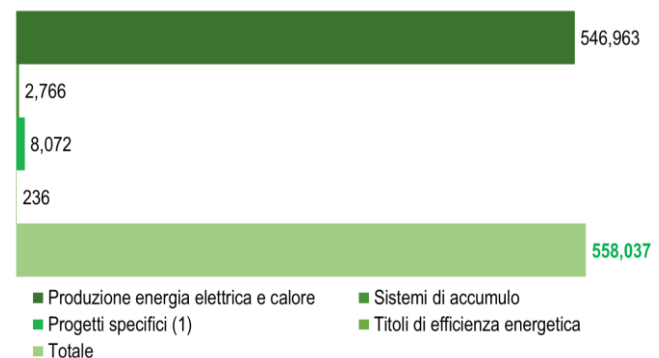 546,963
2,766
8,072
236
558,037
Produzione energia elettrica e calore
Sistemi di accumulo
Progetti specifici (1)
Titoli di efficienza energetica
Totale